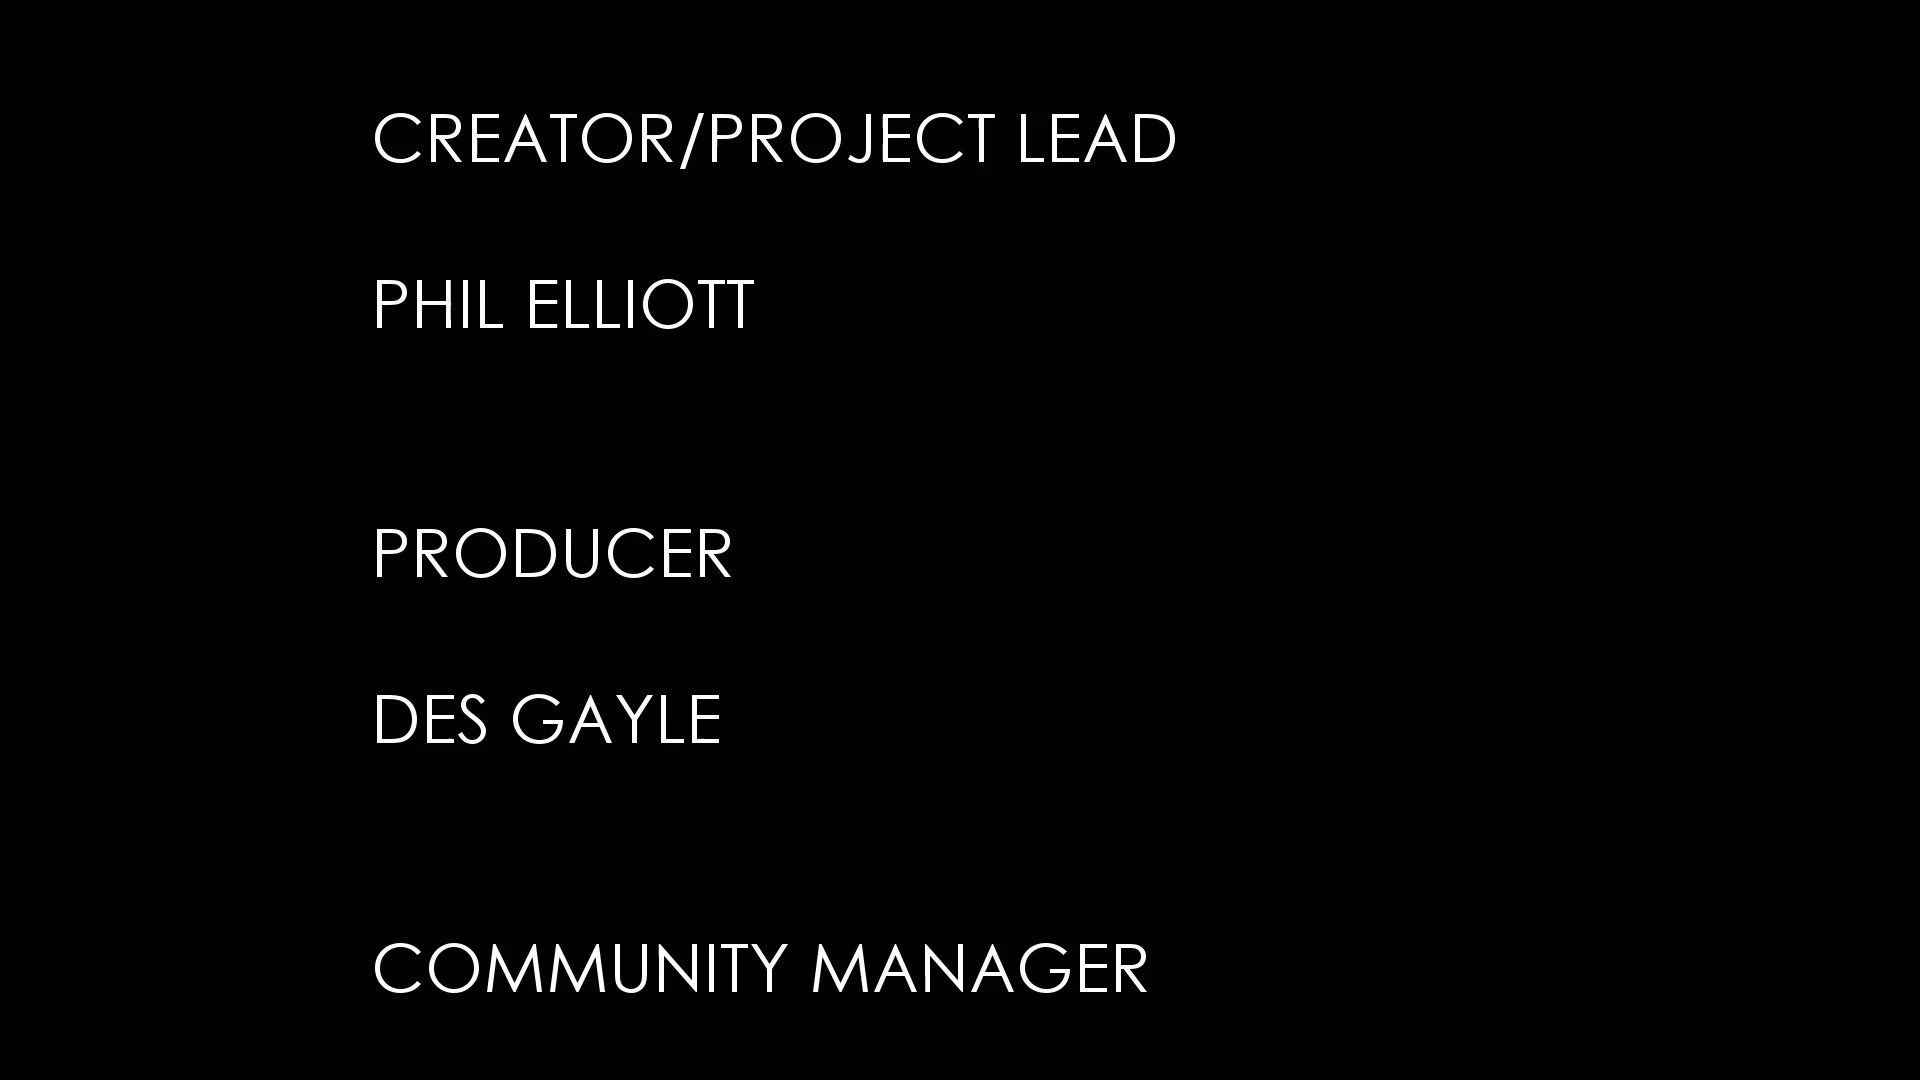 CREATOR/PROJECT LEAD
PHIL ELLIOTT
PRODUCER
DES GAYLE
COMMUNITY MANAGER